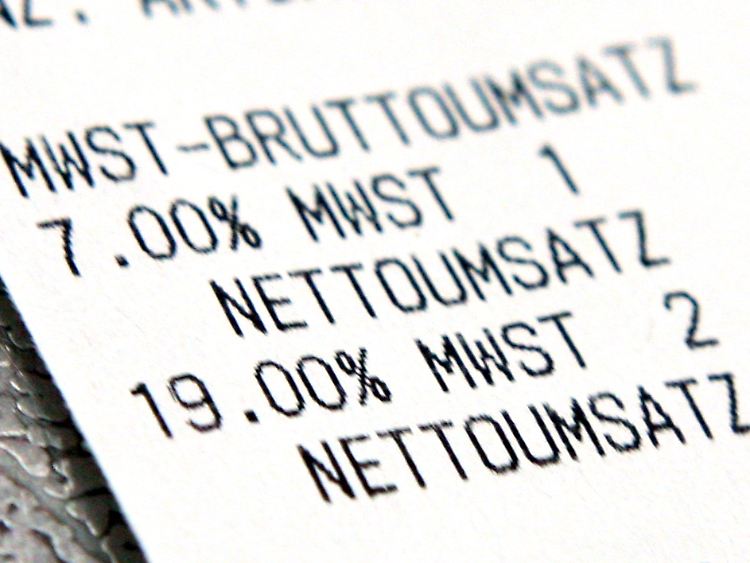 MWST-BRUTTOUMSATZ
7.00% MWST 1
NETTOUMSATZ
19.00% MWST 2
NETTOUMSATZ